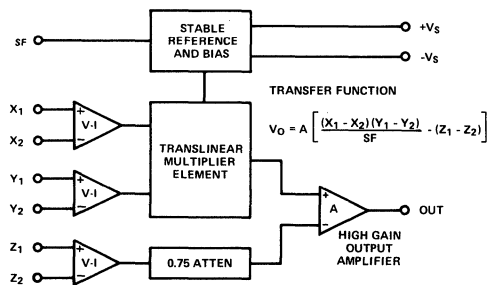 STABLE
REFERENCE
AND BIAS
SF
+VS
-VS
TRANSFER FUNCTION
VO = A [ (X1 - X2) (Y1 - Y2) / SF - (Z1 - Z2) ]
X1
X2
+
V-I
−
TRANSLINEAR
MULTIPLIER
ELEMENT
Y1
Y2
+
V-I
−
+
A
−
OUT
HIGH GAIN
OUTPUT
AMPLIFIER
Z1
Z2
+
V-I
−
0.75 ATTEN